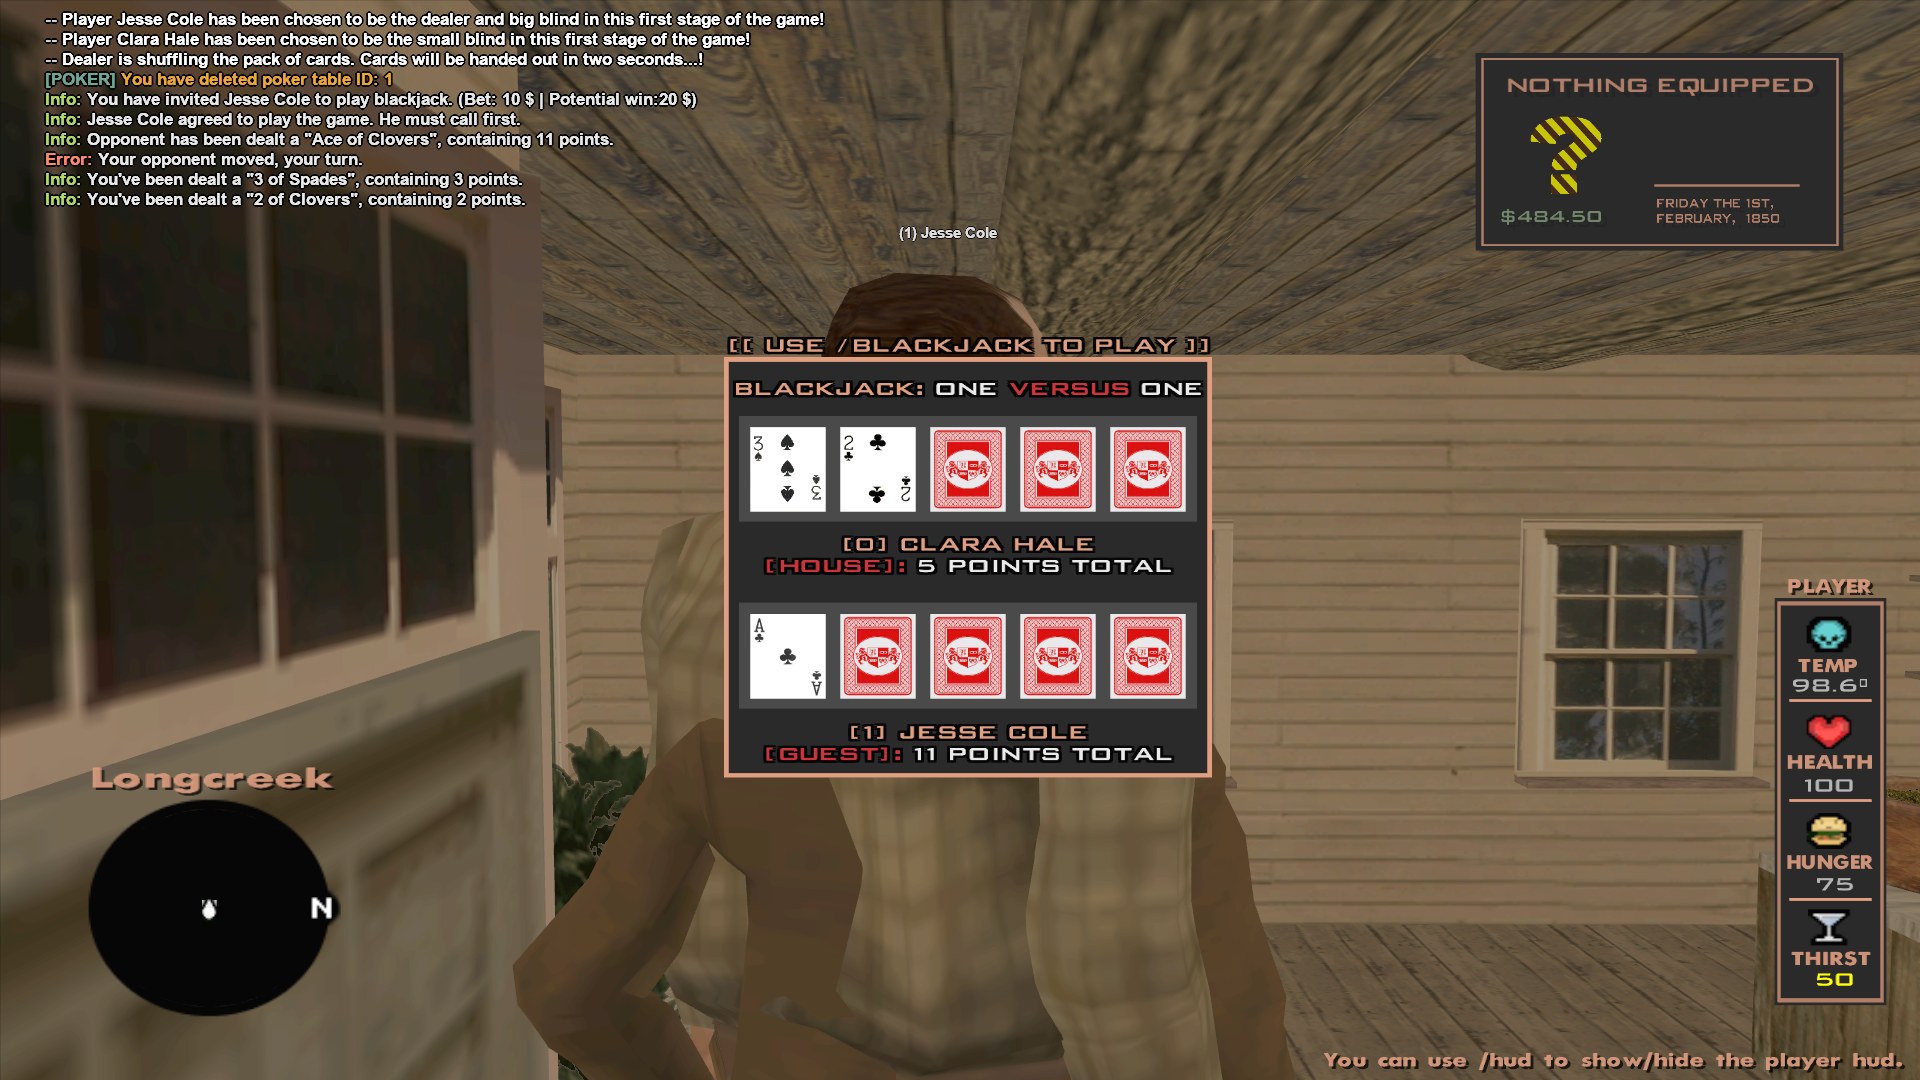 -- Player Jesse Cole has been chosen to be the dealer and big blind in this first stage of the game!
-- Player Clara Hale has been chosen to be the small blind in this first stage of the game!
-- Dealer is shuffling the pack of cards. Cards will be handed out in two seconds...!
[POKER] You have deleted poker table ID: 1
Info: You have invited Jesse Cole to play blackjack. (Bet: 10 $ | Potential win:20 $)
Info: Jesse Cole agreed to play the game. He must call first.
Info: Opponent has been dealt a "Ace of Clovers", containing 11 points.
Error: Your opponent moved, your turn.
Info: You've been dealt a "3 of Spades", containing 3 points.
Info: You've been dealt a "2 of Clovers", containing 2 points.
NOTHING EQUIPPED
$484.50
FRIDAY THE 1ST,
FEBRUARY, 1850
(1) Jesse Cole
[[ USE /BLACKJACK TO PLAY ]]
BLACKJACK: ONE VERSUS ONE
3
3
2
2
[0] CLARA HALE
[HOUSE]: 5 POINTS TOTAL
A
A
[1] JESSE COLE
[GUEST]: 11 POINTS TOTAL
PLAYER
TEMP
98.6
HEALTH
100
HUNGER
75
THIRST
50
Longcreek
N
You can use /hud to show/hide the player hud.